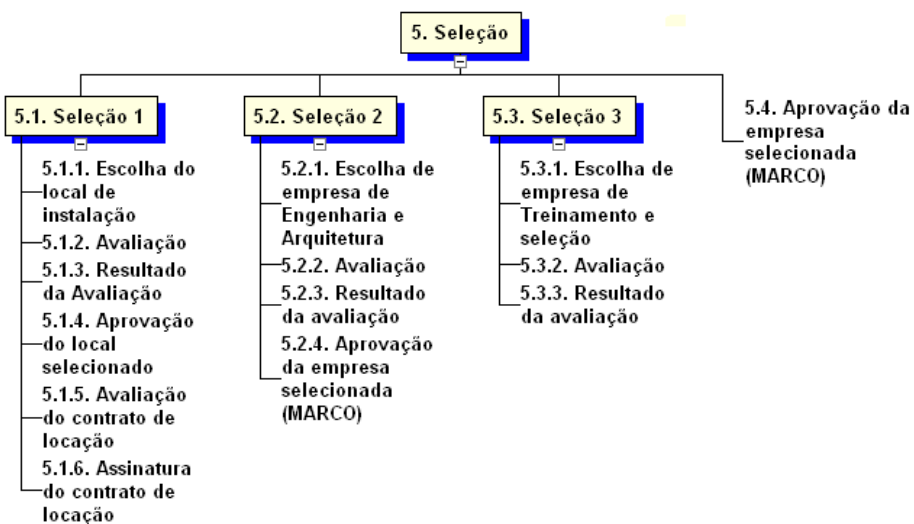 5. Seleção
5.1. Seleção 1
5.1.1. Escolha do
local de
instalação
5.1.2. Avaliação
5.1.3. Resultado
da Avaliação
5.1.4. Aprovação
do local
selecionado
5.1.5. Avaliação
do contrato de
locação
5.1.6. Assinatura
do contrato de
locação
5.2. Seleção 2
5.2.1. Escolha de
empresa de
Engenharia e
Arquitetura
5.2.2. Avaliação
5.2.3. Resultado
da avaliação
5.2.4. Aprovação
da empresa
selecionada
(MARCO)
5.3. Seleção 3
5.3.1. Escolha de
empresa de
Treinamento e
seleção
5.3.2. Avaliação
5.3.3. Resultado
da avaliação
5.4. Aprovação da
empresa
selecionada
(MARCO)